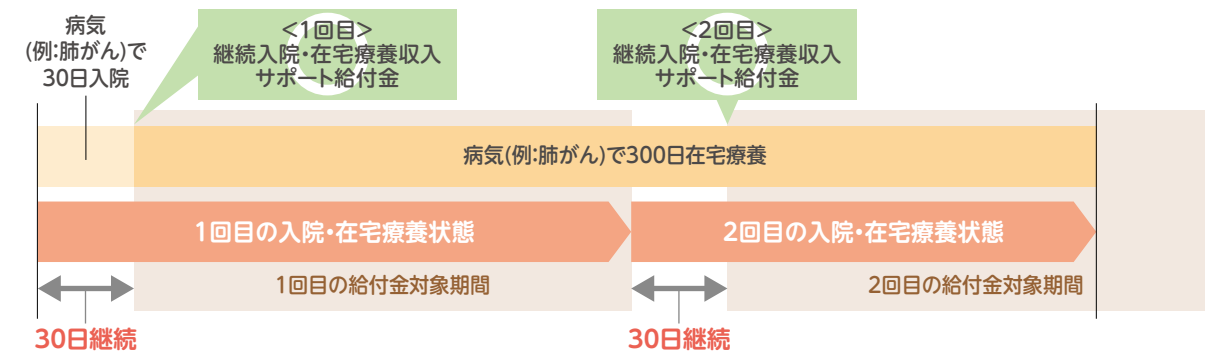 病気
(例:肺がん)で
30日入院
<1回目>
継続入院・在宅療養収入
サポート給付金
<2回目>
継続入院・在宅療養収入
サポート給付金
病気(例:肺がん)で300日在宅療養
1回目の入院・在宅療養状態
2回目の入院・在宅療養状態
1回目の給付金対象期間
2回目の給付金対象期間
30日継続
30日継続